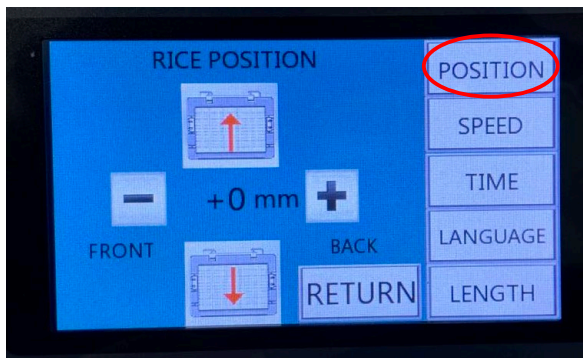 RICE POSITION
+0 mm
FRONT
BACK
RETURN
POSITION
SPEED
TIME
LANGUAGE
LENGTH